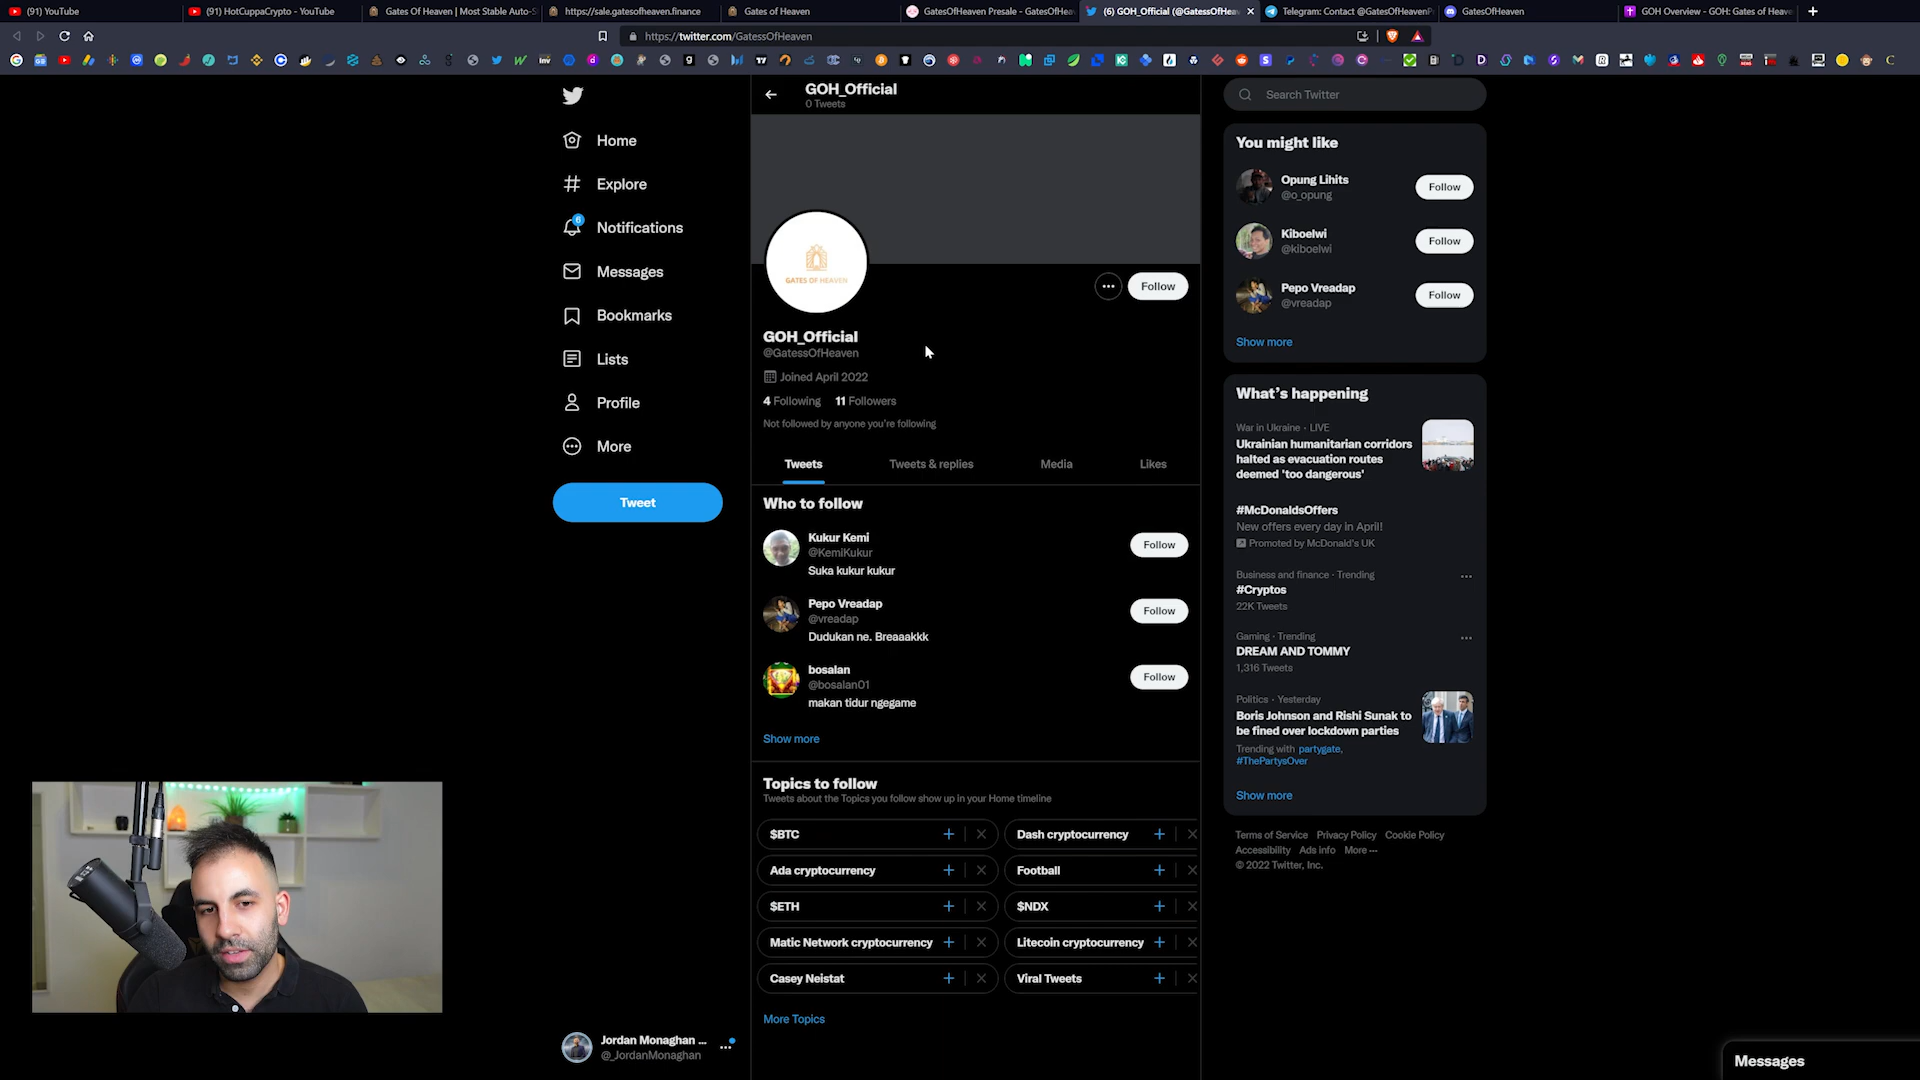 (91) YouTube
(91) HotCuppaCrypto - YouTube
Gates Of Heaven | Most Stable Auto-S
https://sale.gatesofheaven.finance
Gates of Heaven
GatesOfHeaven Presale - GatesOfHea
(6) GOH_Official (@GatessOfHeav
Telegram: Contact @GatesOfHeavenP
GatesOfHeaven
GOH Overview - GOH: Gates of Heav
https://twitter.com/GatessOfHeaven
Home
Explore
6
Notifications
Messages
Bookmarks
Lists
Profile
More
Tweet
Jordan Monaghan ...
@_JordanMonaghan
GOH_Official
0 Tweets
GATES OF HEAVEN
Follow
GOH_Official
@GatessOfHeaven
Joined April 2022
4 Following 11 Followers
Not followed by anyone you're following
Tweets
Tweets & replies
Media
Likes
Who to follow
Kukur Kemi
@KemiKukur
Suka kukur kukur
Follow
Pepo Vreadap
@vreadap
Dudukan ne. Breaaakkk
Follow
bosalan
@bosalan01
makan tidur ngegame
Follow
Show more
Topics to follow
Tweets about the Topics you follow show up in your Home timeline
$BTC
Dash cryptocurrency
Ada cryptocurrency
Football
$ETH
$NDX
Matic Network cryptocurrency
Litecoin cryptocurrency
Casey Neistat
Viral Tweets
More Topics
Search Twitter
You might like
Opung Lihits
@o_opung
Follow
Kiboelwi
@kiboelwi
Follow
Pepo Vreadap
@vreadap
Follow
Show more
What's happening
War in Ukraine · LIVE
Ukrainian humanitarian corridors
halted as evacuation routes
deemed 'too dangerous'
#McDonaldsOffers
New offers every day in April!
Promoted by McDonald's UK
Business and finance · Trending
#Cryptos
22K Tweets
Gaming · Trending
DREAM AND TOMMY
1,316 Tweets
Politics · Yesterday
Boris Johnson and Rishi Sunak to
be fined over lockdown parties
Trending with partygate,
#ThePartysOver
Show more
Terms of Service Privacy Policy Cookie Policy
Accessibility Ads info More ...
© 2022 Twitter, Inc.
Messages